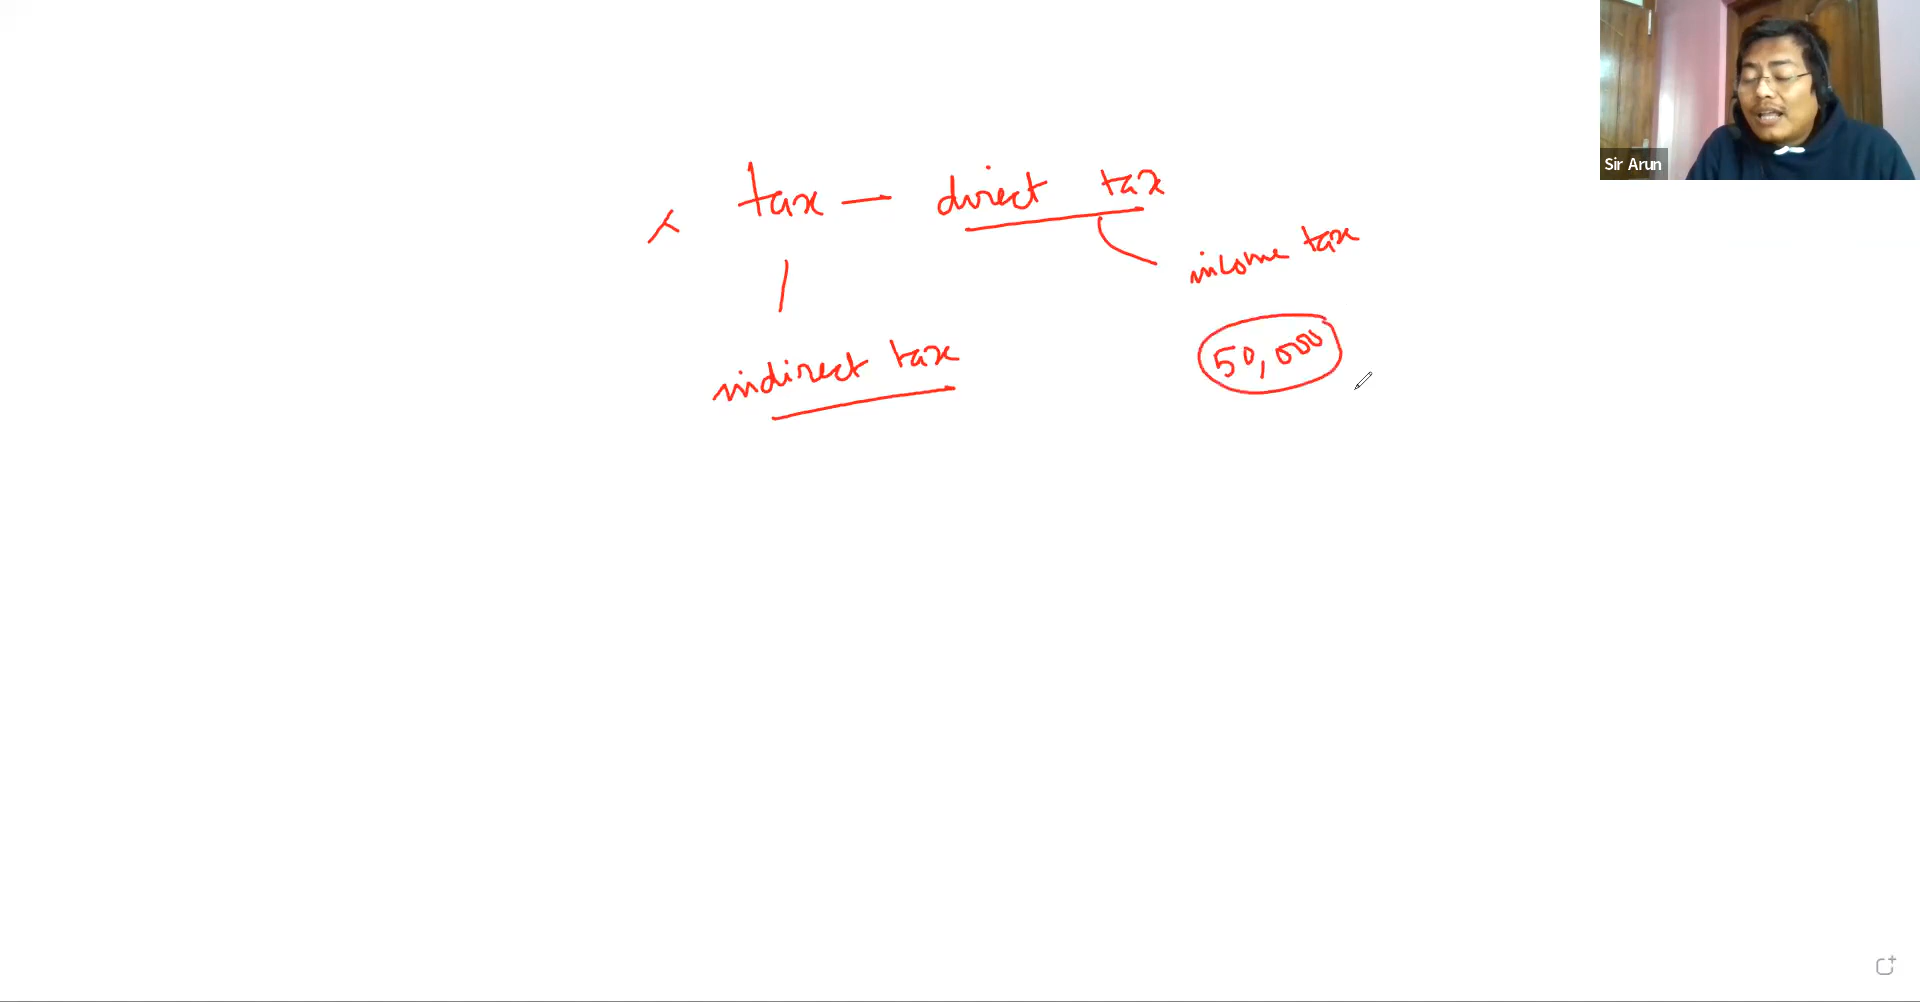 Sir Arun
tax — direct tax
income tax
50,000
indirect tax